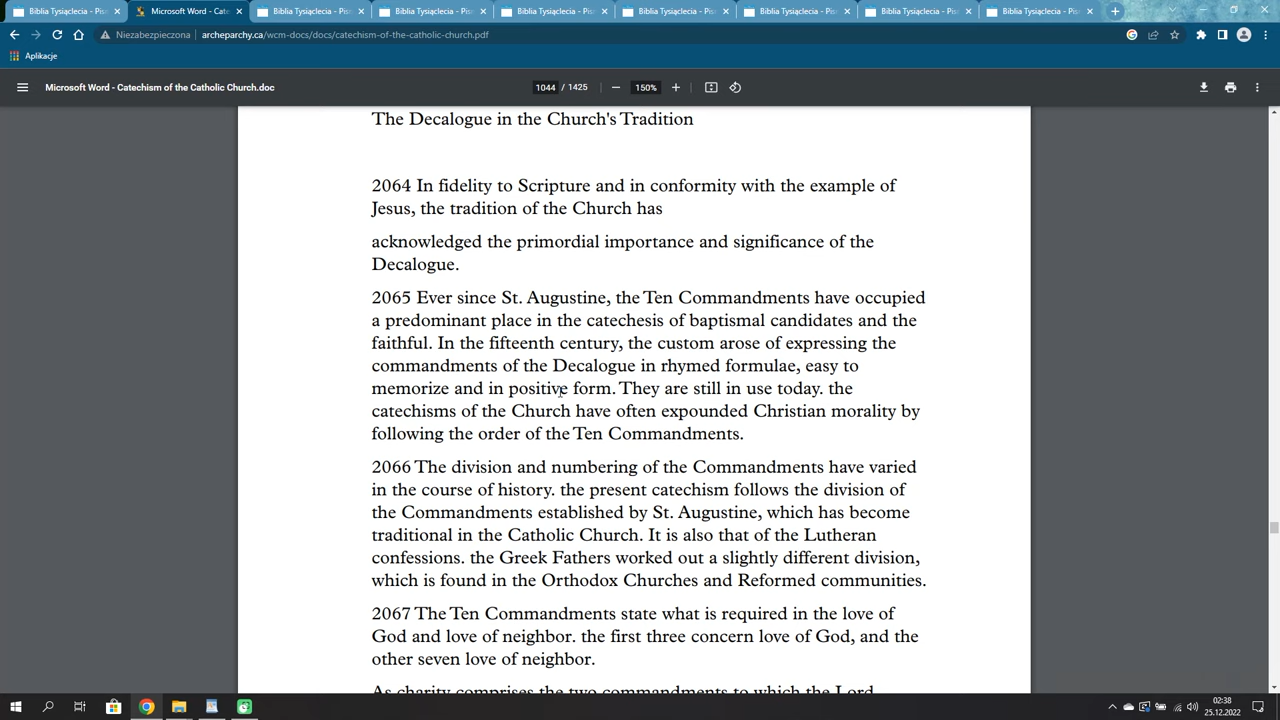 Biblia Tysiąclecia - Pis
Microsoft Word - Cate
Biblia Tysiąclecia - Pis
Biblia Tysiąclecia - Pis
Biblia Tysiąclecia - Pis
Biblia Tysiąclecia - Pis
Biblia Tysiąclecia - Pis
Biblia Tysiąclecia - Pis
Biblia Tysiąclecia - Pis
Niezabezpieczona archeparchy.ca/wcm-docs/docs/catechism-of-the-catholic-church.pdf
Aplikacje
Microsoft Word - Catechism of the Catholic Church.doc 1044 / 1425 150%
The Decalogue in the Church's Tradition
2064 In fidelity to Scripture and in conformity with the example of
Jesus, the tradition of the Church has
acknowledged the primordial importance and significance of the
Decalogue.
2065 Ever since St. Augustine, the Ten Commandments have occupied
a predominant place in the catechesis of baptismal candidates and the
faithful. In the fifteenth century, the custom arose of expressing the
commandments of the Decalogue in rhymed formulae, easy to
memorize and in positive form. They are still in use today. the
catechisms of the Church have often expounded Christian morality by
following the order of the Ten Commandments.
2066 The division and numbering of the Commandments have varied
in the course of history. the present catechism follows the division of
the Commandments established by St. Augustine, which has become
traditional in the Catholic Church. It is also that of the Lutheran
confessions. the Greek Fathers worked out a slightly different division,
which is found in the Orthodox Churches and Reformed communities.
2067 The Ten Commandments state what is required in the love of
God and love of neighbor. the first three concern love of God, and the
other seven love of neighbor.
As charity comprises the two commandments to which the Lord
02:38
25.12.2022